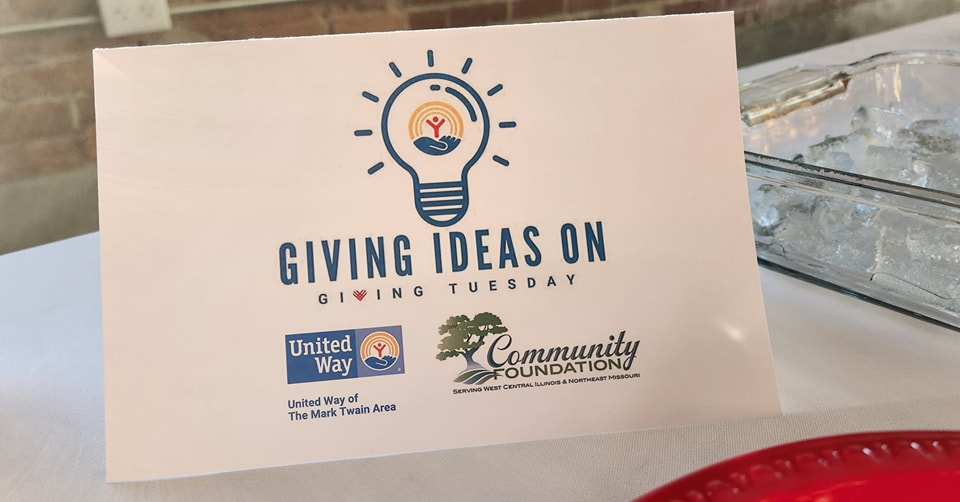 GIVING IDEAS ON
GIVING TUESDAY
United
Way
United Way of
The Mark Twain Area
Community
FOUNDATION
SERVING WEST CENTRAL ILLINOIS & NORTHEAST MISSOURI